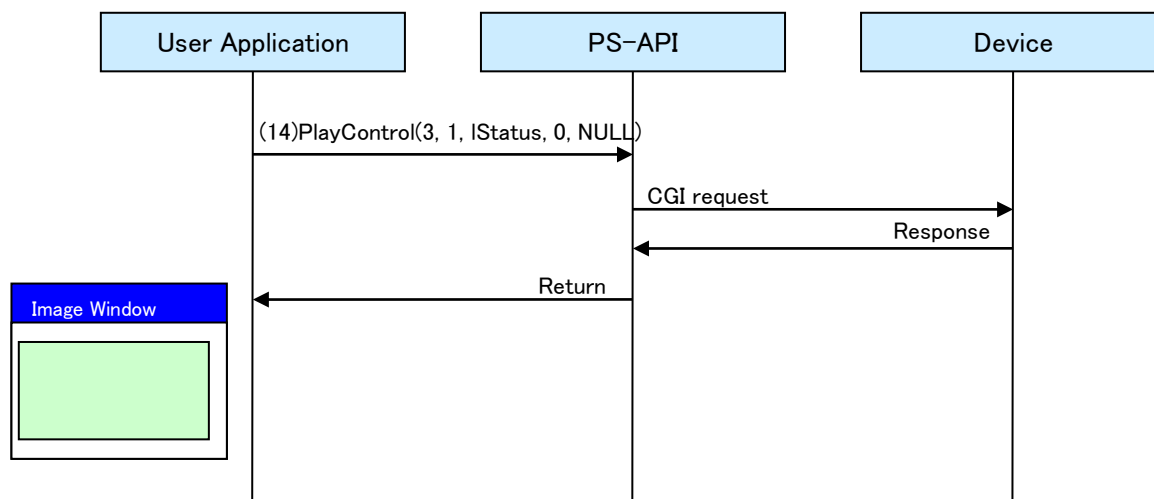 User Application
PS-API
Device
(14)PlayControl(3, 1, lStatus, 0, NULL)
CGI request
Response
Return
Image Window